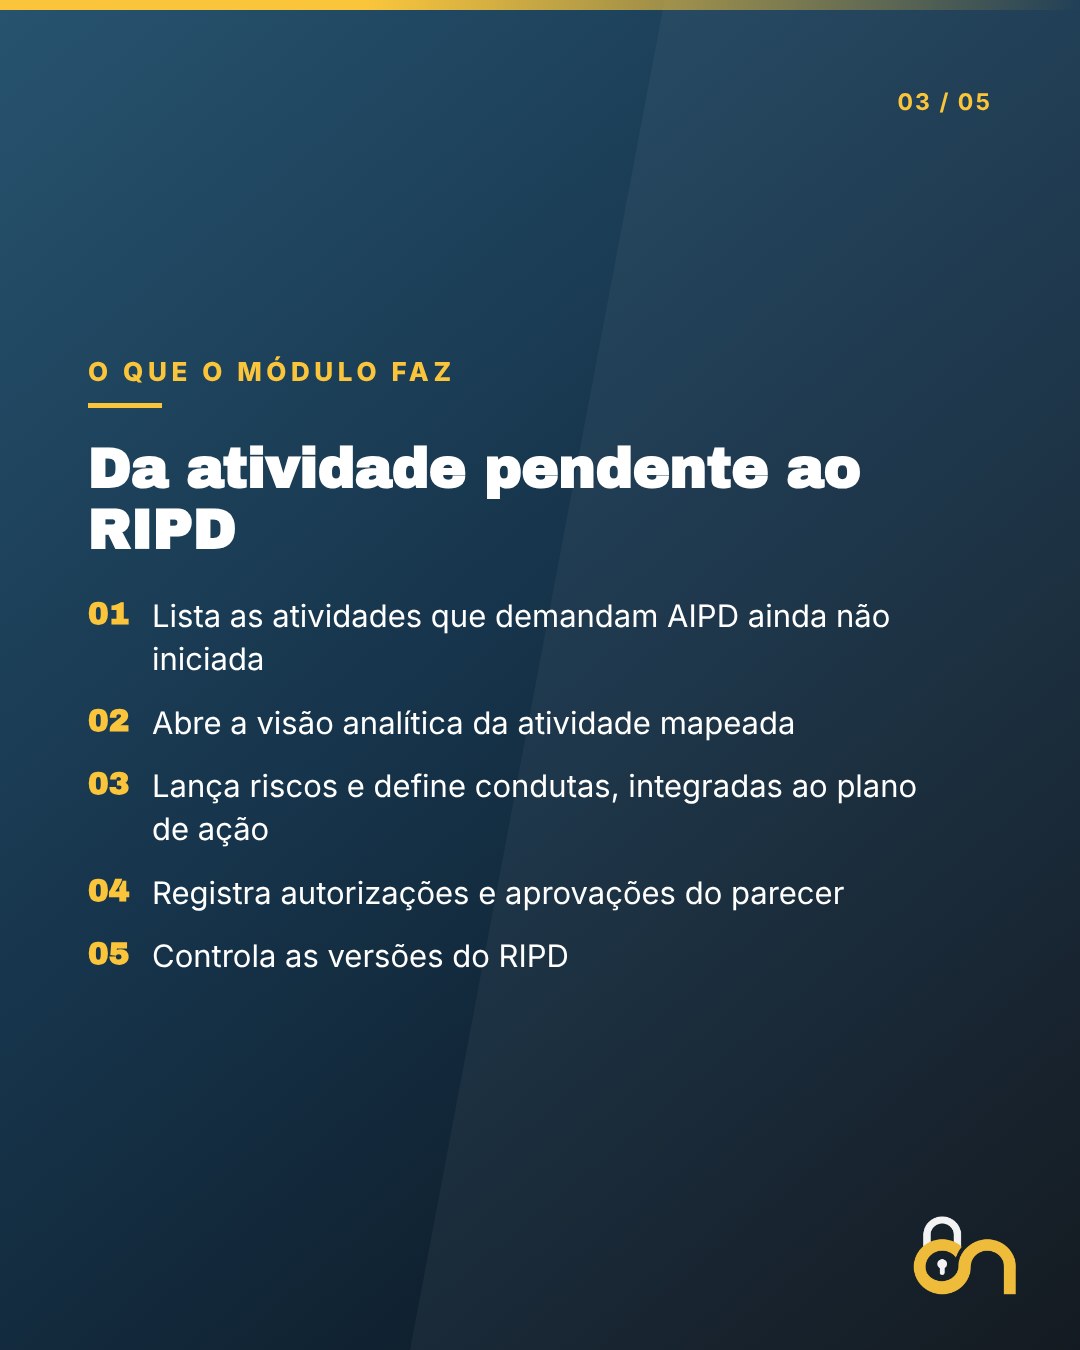 03 / 05
O QUE O MÓDULO FAZ
Da atividade pendente ao
RIPD
01 Lista as atividades que demandam AIPD ainda não
iniciada
02 Abre a visão analítica da atividade mapeada
03 Lança riscos e define condutas, integradas ao plano
de ação
04 Registra autorizações e aprovações do parecer
05 Controla as versões do RIPD